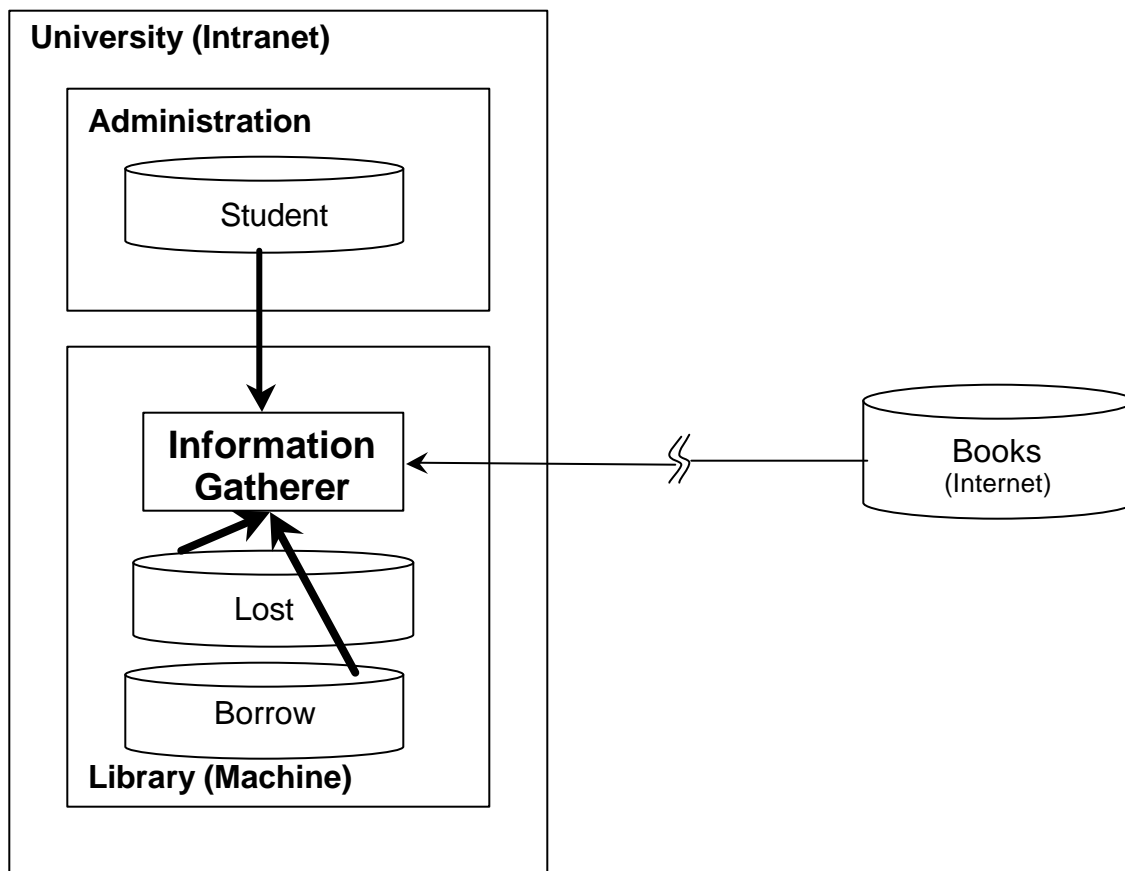 University (Intranet)
Administration
Student
Information
Gatherer
Books
(Internet)
Lost
Borrow
Library (Machine)